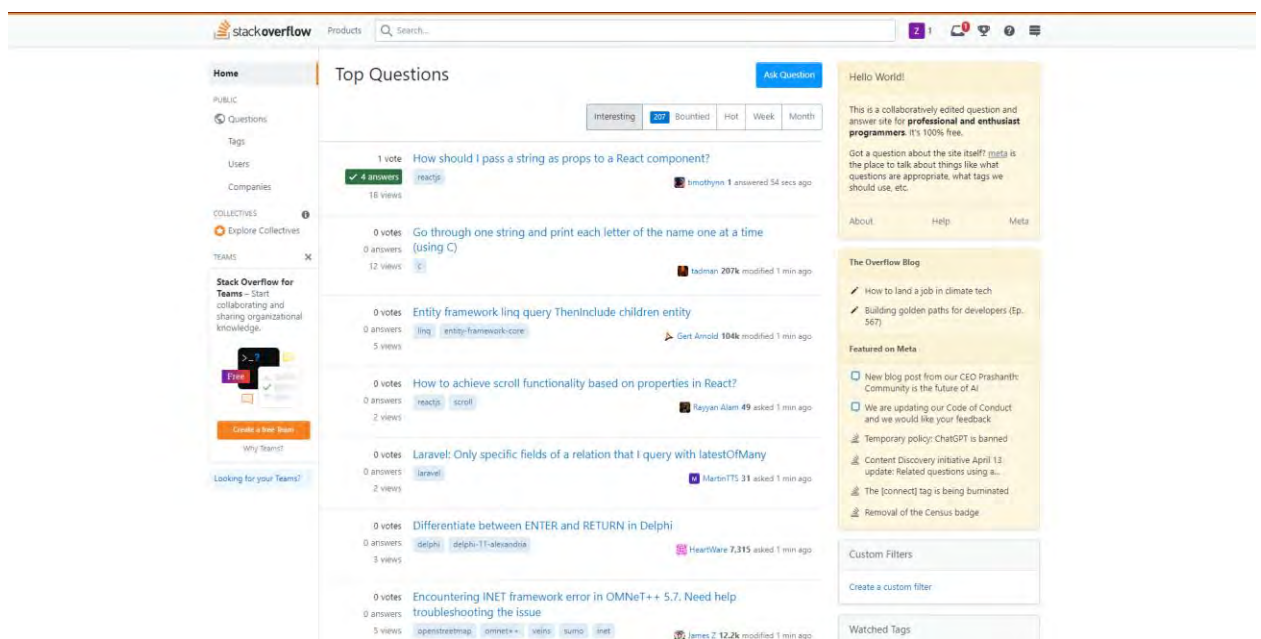 stackoverflow
Products
Search...
Z 1
1
Home
PUBLIC
Questions
Tags
Users
Companies
COLLECTIVES
Explore Collectives
TEAMS
Stack Overflow for
Teams – Start
collaborating and
sharing organizational
knowledge.
>_?
Free
Create a free Team
Why Teams?
Looking for your Teams?
Top Questions
Ask Question
Interesting 207 Bountied Hot Week Month
1 vote
4 answers
18 views
How should I pass a string as props to a React component?
reactjs
timothynn 1 answered 54 secs ago
0 votes
0 answers
12 views
Go through one string and print each letter of the name one at a time
(using C)
c
tadman 207k modified 1 min ago
0 votes
0 answers
5 views
Entity framework linq query ThenInclude children entity
linq entity-framework-core
Gert Arnold 104k modified 1 min ago
0 votes
0 answers
2 views
How to achieve scroll functionality based on properties in React?
reactjs scroll
Rayyan Alam 49 asked 1 min ago
0 votes
0 answers
2 views
Laravel: Only specific fields of a relation that I query with latestOfMany
laravel
M MartinTTS 31 asked 1 min ago
0 votes
0 answers
3 views
Differentiate between ENTER and RETURN in Delphi
delphi delphi-11-alexandria
HeartWare 7,315 asked 1 min ago
0 votes
0 answers
5 views
Encountering INET framework error in OMNeT++ 5.7. Need help
troubleshooting the issue
openstreetmap omnet++ veins sumo inet
James Z 12.2k modified 1 min ago
Hello World!
This is a collaboratively edited question and
answer site for professional and enthusiast
programmers. It's 100% free.
Got a question about the site itself? meta is
the place to talk about things like what
questions are appropriate, what tags we
should use, etc.
About Help Meta
The Overflow Blog
How to land a job in climate tech
Building golden paths for developers (Ep.
567)
Featured on Meta
New blog post from our CEO Prashanth:
Community is the future of AI
We are updating our Code of Conduct
and we would like your feedback
Temporary policy: ChatGPT is banned
Content Discovery initiative April 13
update: Related questions using a...
The [connect] tag is being burninated
Removal of the Census badge
Custom Filters
Create a custom filter
Watched Tags